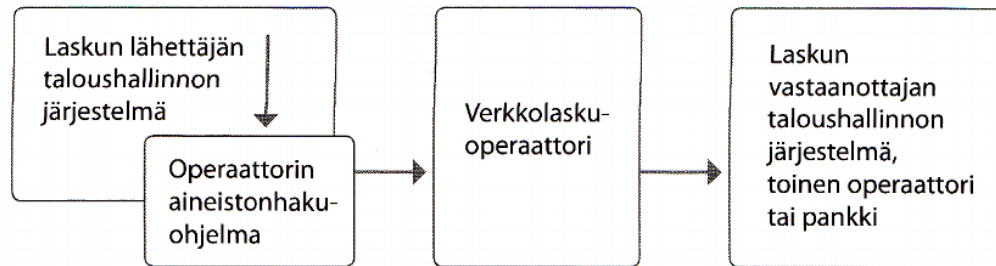 Laskun lähettäjän
taloushallinnon
järjestelmä
Operaattorin
aineistonhaku-
ohjelma
Verkkolasku-
operaattori
Laskun
vastaanottajan
taloushallinnon
järjestelmä,
toinen operaattori
tai pankki